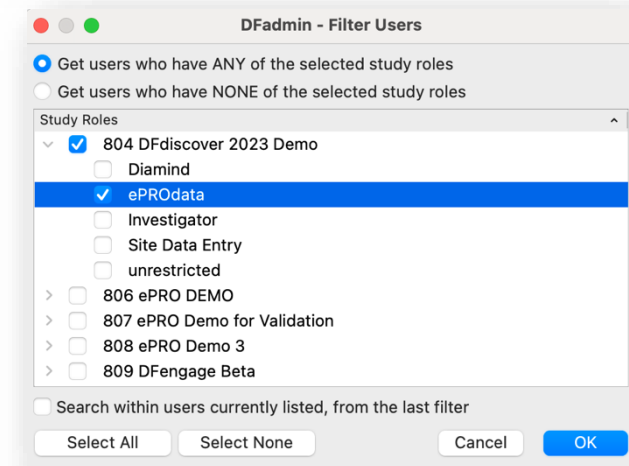 DFadmin - Filter Users
Get users who have ANY of the selected study roles
Get users who have NONE of the selected study roles
Study Roles
804 DFdiscover 2023 Demo
Diamind
ePROdata
Investigator
Site Data Entry
unrestricted
806 ePRO DEMO
807 ePRO Demo for Validation
808 ePRO Demo 3
809 DFengage Beta
Search within users currently listed, from the last filter
Select All Select None Cancel OK